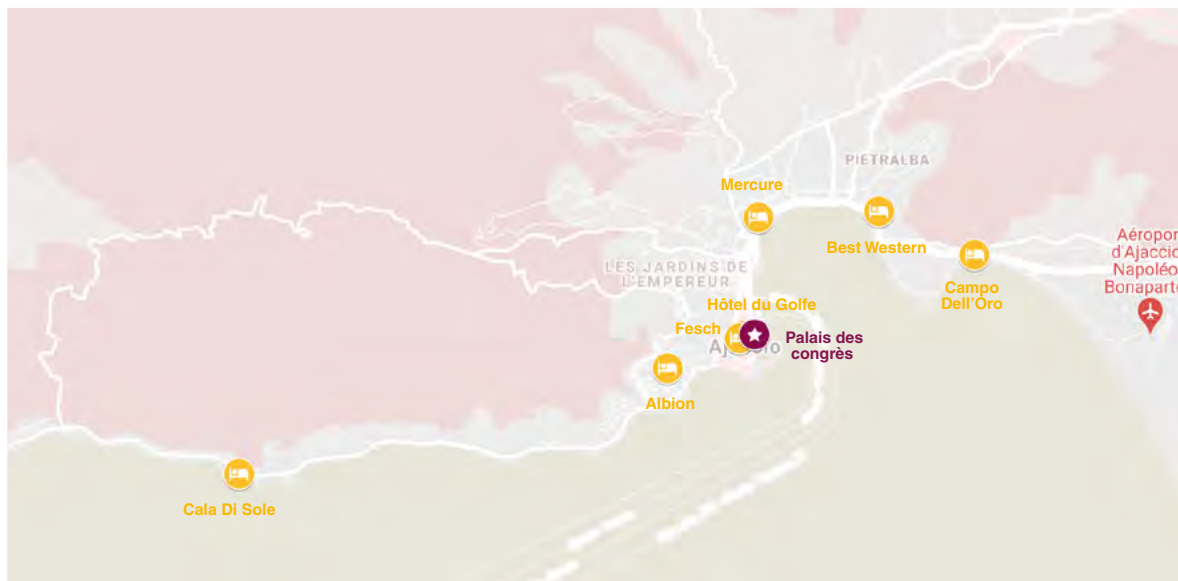 PIETRALBA
Mercure
Best Western
Aéropor
d'Ajaccio
Napoléo
Bonaparte
LES JARDINS DE
L'EMPEREUR
Campo
Dell'Oro
Hôtel du Golfe
Fesch
Palais des
congrès
Albion
Cala Di Sole